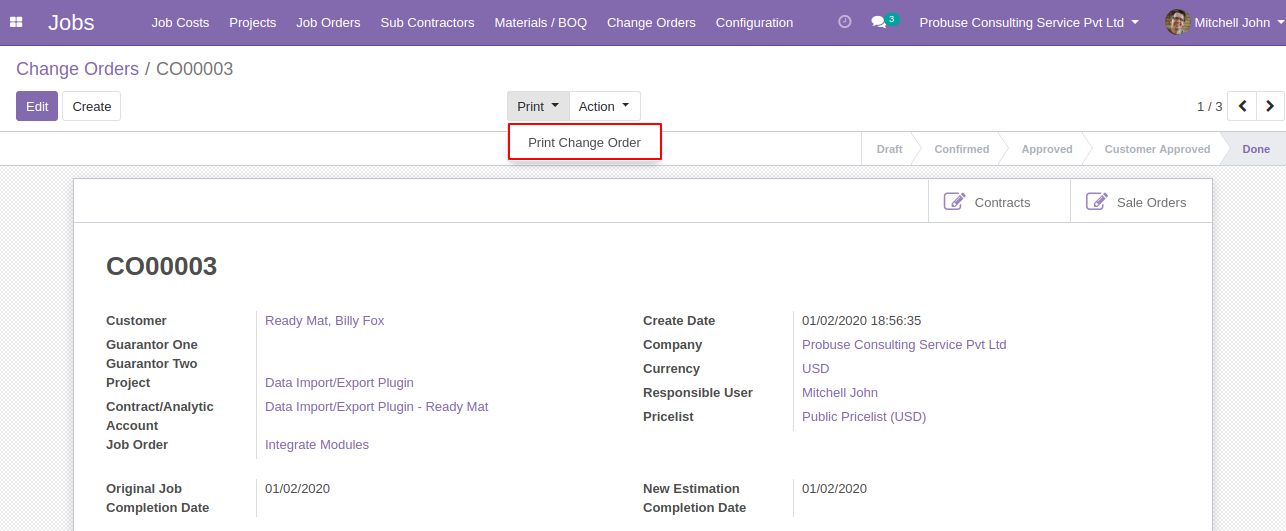 Jobs Job Costs Projects Job Orders Sub Contractors Materials / BOQ Change Orders Configuration 3 Probuse Consulting Service Pvt Ltd Mitchell John
Change Orders / CO00003
Edit Create Print Action 1 / 3
Print Change Order
Draft Confirmed Approved Customer Approved Done
Contracts Sale Orders
CO00003
Customer Ready Mat, Billy Fox Create Date 01/02/2020 18:56:35
Guarantor One Company Probuse Consulting Service Pvt Ltd
Guarantor Two Currency USD
Project Data Import/Export Plugin Responsible User Mitchell John
Contract/Analytic Data Import/Export Plugin - Ready Mat Pricelist Public Pricelist (USD)
Account
Job Order Integrate Modules
Original Job 01/02/2020 New Estimation 01/02/2020
Completion Date Completion Date